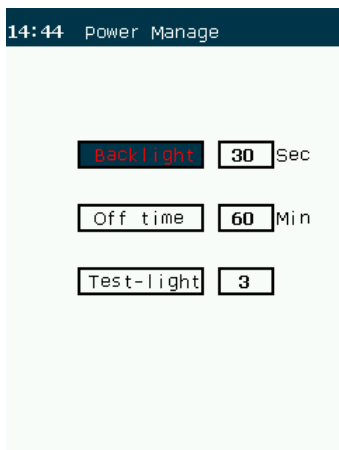 14:44 Power Manage
Backlight 30 Sec
Off time 60 Min
Test-light 3